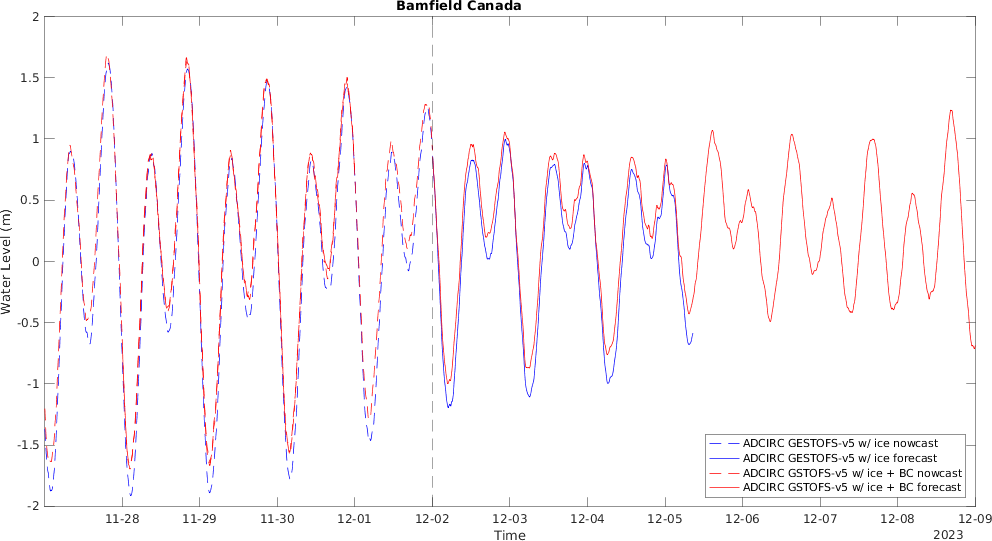 Bamfield Canada
2
1.5
1
0.5
0
-0.5
-1
-1.5
-2
Water Level (m)
ADCIRC GESTOFS-v5 w/ ice nowcast
ADCIRC GESTOFS-v5 w/ ice forecast
ADCIRC GSTOFS-v5 w/ ice + BC nowcast
ADCIRC GSTOFS-v5 w/ ice + BC forecast
11-28 11-29 11-30 12-01 12-02 12-03 12-04 12-05 12-06 12-07 12-08 12-09
Time
2023